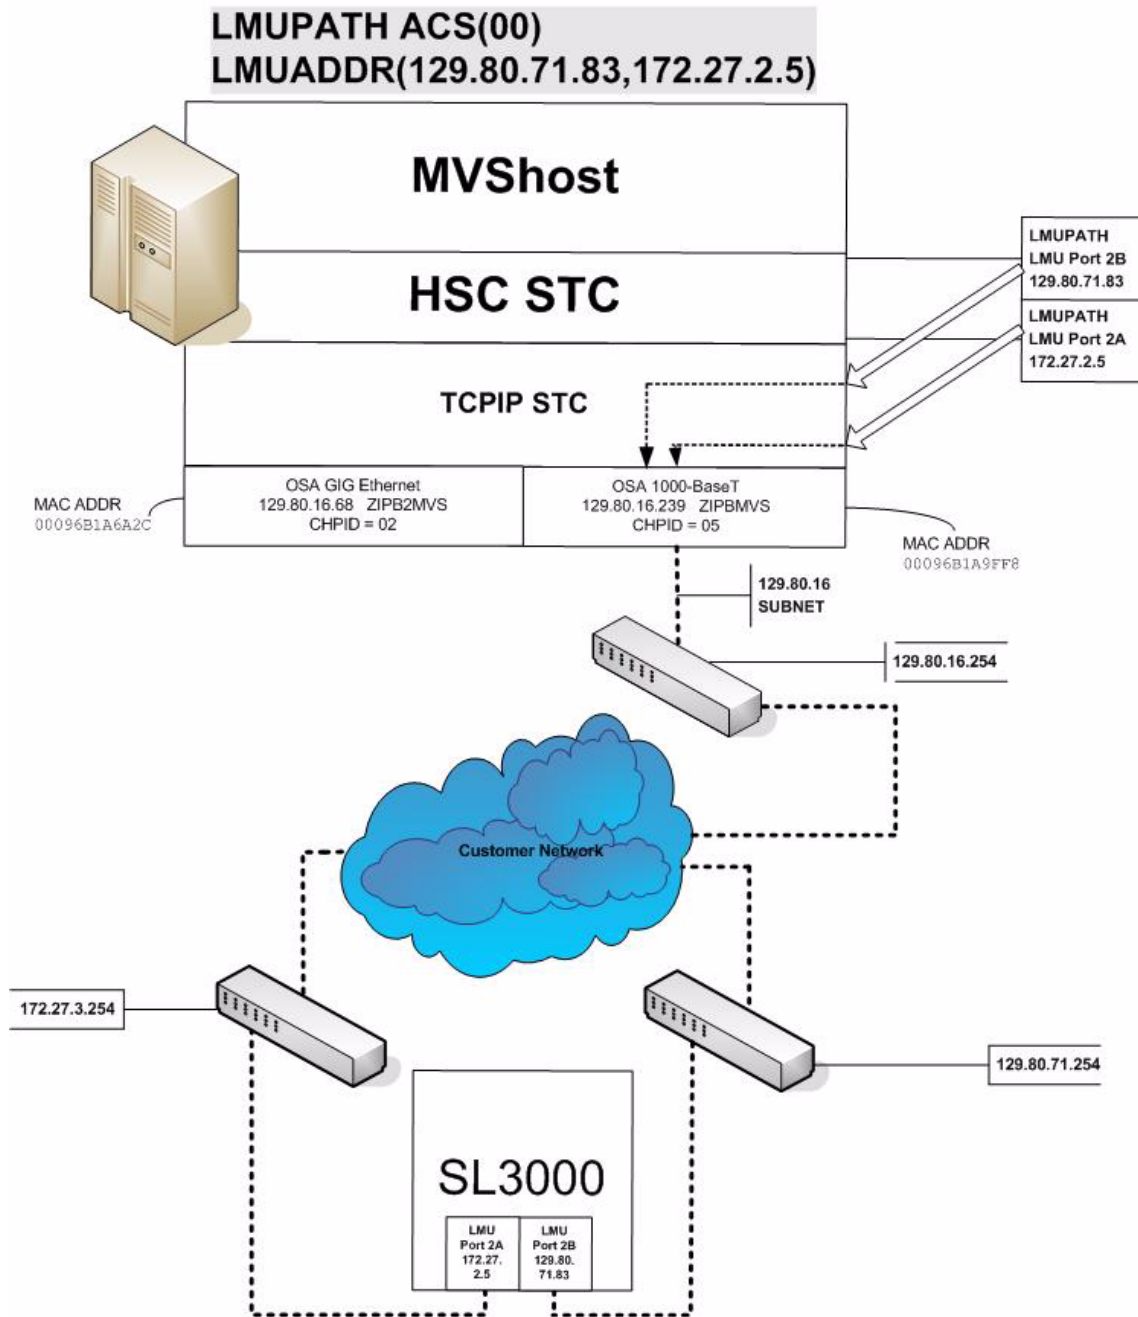 LMUPATH ACS(00)
LMUADDR(129.80.71.83,172.27.2.5)
MVShost
HSC STC
TCPIP STC
LMUPATH
LMU Port 2B
129.80.71.83
LMUPATH
LMU Port 2A
172.27.2.5
OSA GIG Ethernet
129.80.16.68 ZIPB2MVS
CHPID = 02
OSA 1000-BaseT
129.80.16.239 ZIPBMVS
CHPID = 05
MAC ADDR
00096B1A6A2C
MAC ADDR
00096B1A9FF8
129.80.16
SUBNET
129.80.16.254
Customer Network
172.27.3.254
129.80.71.254
SL3000
LMU
Port 2A
172.27.
2.5
LMU
Port 2B
129.80.
71.83